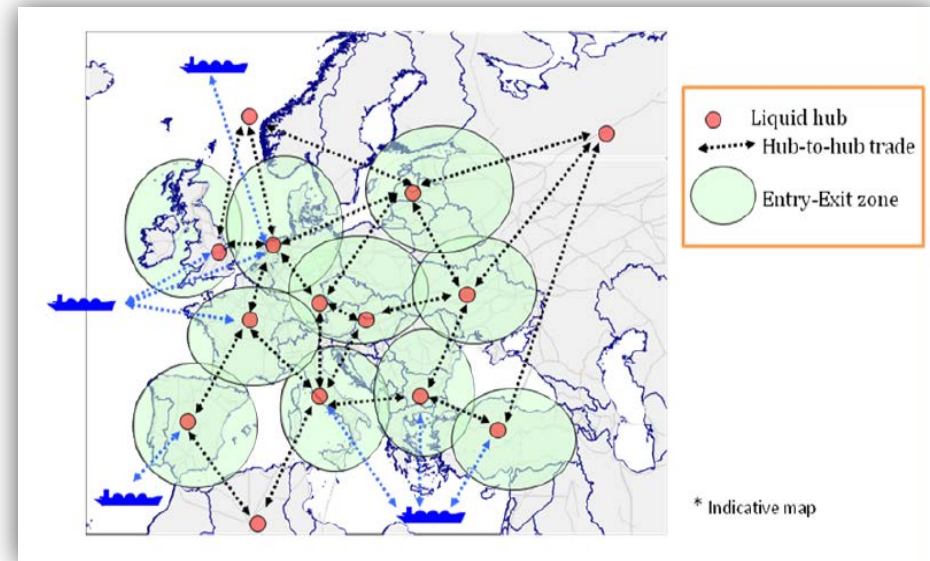 Liquid hub
Hub-to-hub trade
Entry-Exit zone
* Indicative map